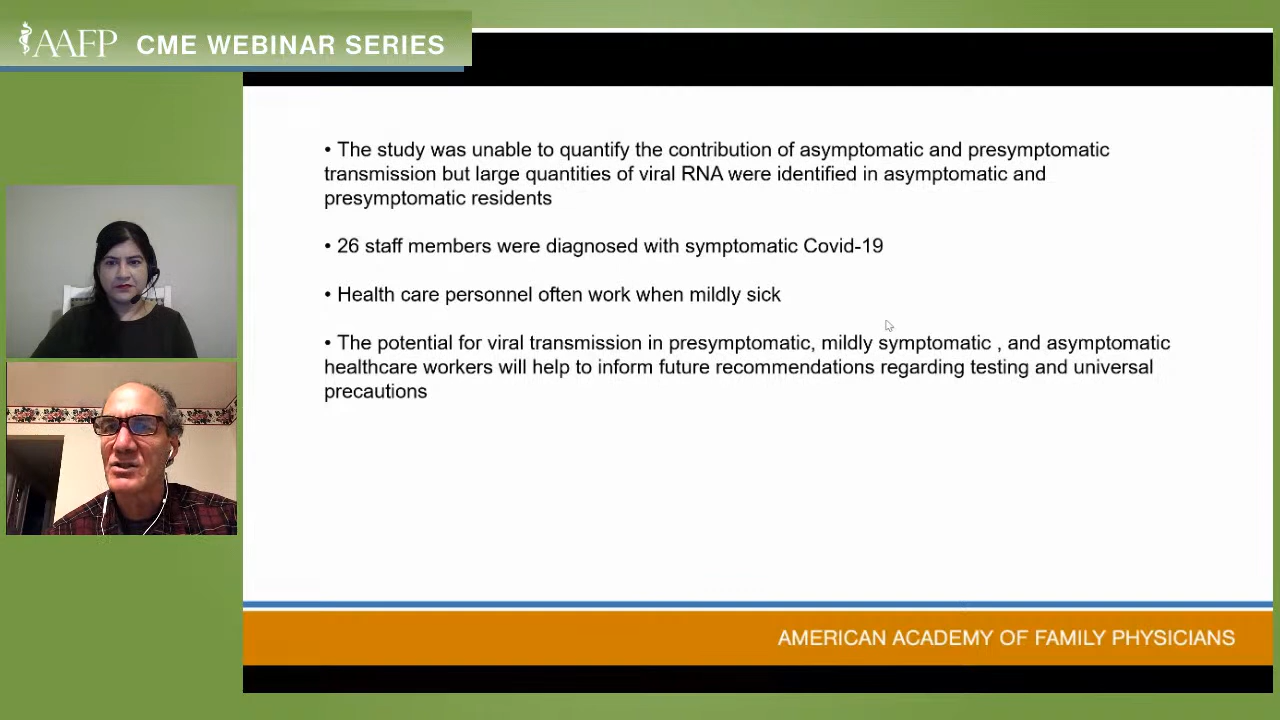 AAFP CME WEBINAR SERIES
• The study was unable to quantify the contribution of asymptomatic and presymptomatic
transmission but large quantities of viral RNA were identified in asymptomatic and
presymptomatic residents
• 26 staff members were diagnosed with symptomatic Covid-19
• Health care personnel often work when mildly sick
• The potential for viral transmission in presymptomatic, mildly symptomatic , and asymptomatic
healthcare workers will help to inform future recommendations regarding testing and universal
precautions
AMERICAN ACADEMY OF FAMILY PHYSICIANS